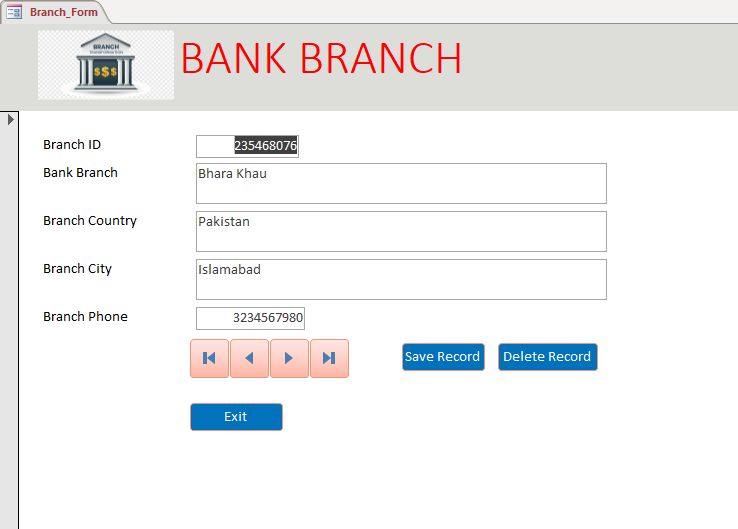 Branch_Form
BRANCH
$$$
BANK BRANCH
Branch ID 235468076
Bank Branch Bhara Khau
Branch Country Pakistan
Branch City Islamabad
Branch Phone 3234567980
Save Record Delete Record
Exit